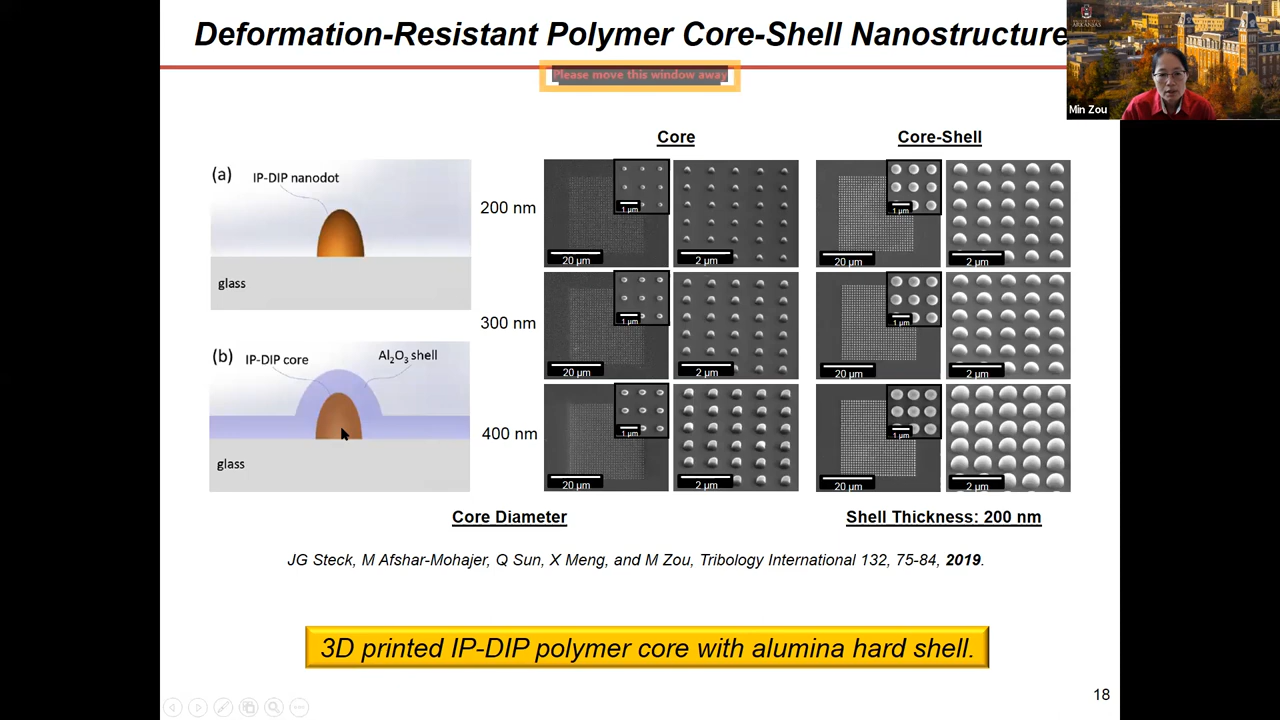 Deformation-Resistant Polymer Core-Shell Nanostructure
Please move this window away
ARKANSAS
Min Zou
Core
Core-Shell
(a)
IP-DIP nanodot
glass
(b)
IP-DIP core
Al₂O₃ shell
glass
200 nm
1 µm
20 µm
2 µm
1 µm
20 µm
2 µm
300 nm
1 µm
20 µm
2 µm
1 µm
20 µm
2 µm
400 nm
1 µm
20 µm
2 µm
1 µm
20 µm
2 µm
Core Diameter
Shell Thickness: 200 nm
JG Steck, M Afshar-Mohajer, Q Sun, X Meng, and M Zou, Tribology International 132, 75-84, 2019.
3D printed IP-DIP polymer core with alumina hard shell.
18